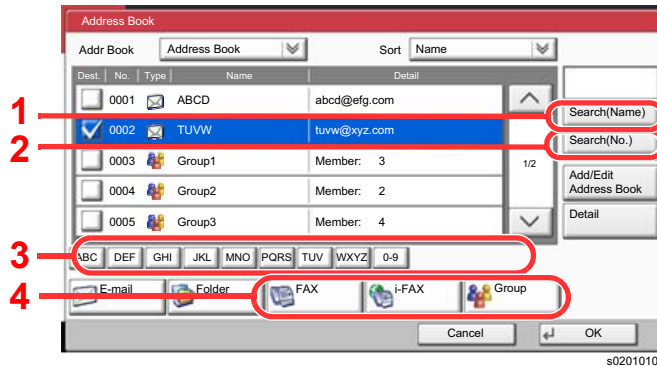 Address Book
Addr Book Address Book Sort Name
Dest. No. Type Name Detail
0001 ABCD abcd@efg.com
1 Search(Name)
0002 TUVW tuvw@xyz.com
2 Search(No.)
0003 Group1 Member: 3 1/2
Add/Edit
Address Book
0004 Group2 Member: 2
0005 Group3 Member: 4 Detail
3 ABC DEF GHI JKL MNO PQRS TUV WXYZ 0-9
4 E-mail Folder FAX i-FAX Group
Cancel OK
s0201010